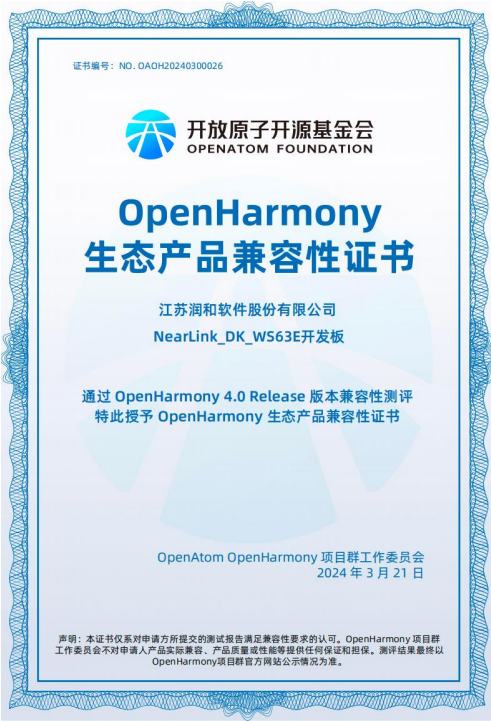 证书编号：NO. OAOH20240300026
开放原子开源基金会
OPENATOM FOUNDATION
OpenHarmony
生态产品兼容性证书
江苏润和软件股份有限公司
NearLink_DK_WS63E开发板
通过 OpenHarmony 4.0 Release 版本兼容性测评
特此授予 OpenHarmony 生态产品兼容性证书
OpenAtom OpenHarmony 项目群工作委员会
2024 年 3 月 21 日
声明：本证书仅系对申请方所提交的测试报告满足兼容性要求的认可。OpenHarmony 项目群
工作委员会不对申请人产品实际兼容、产品质量或性能等提供任何保证和担保。测评结果最终以
OpenHarmony项目群官方网站公示情况为准。